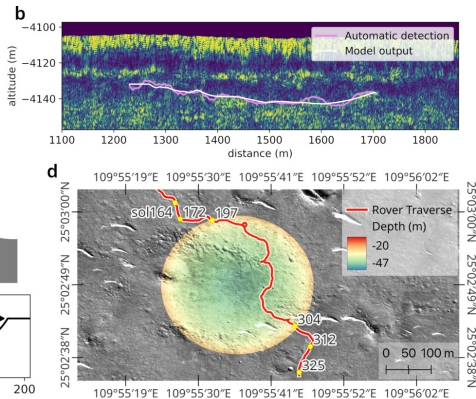 b
−4100
−4120
−4140
altitude (m)
Automatic detection
Model output
1100 1200 1300 1400 1500 1600 1700 1800
distance (m)
d
109°55'19"E 109°55'30"E 109°55'41"E 109°55'52"E 109°56'02"E
25°03'00"N
25°02'49"N
25°02'38"N
25°03'00"N
25°02'49"N
25°02'38"N
sol164
172
197
304
312
325
Rover Traverse
Depth (m)
-20
-47
0 50 100 m
109°55'19"E 109°55'30"E 109°55'41"E 109°55'52"E 109°56'02"E
200